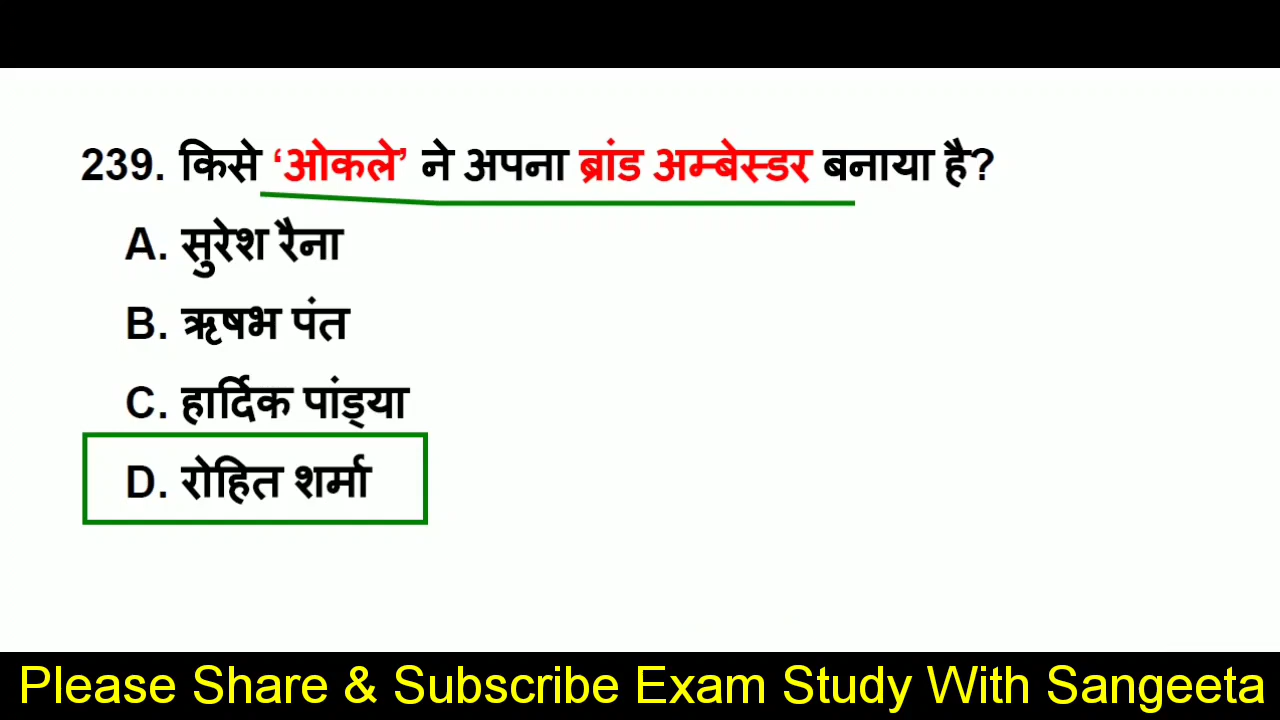 239. किसे ‘ओकले’ ने अपना ब्रांड अम्बेस्डर बनाया है?
A. सुरेश रैना
B. ऋषभ पंत
C. हार्दिक पांड्या
D. रोहित शर्मा
Please Share & Subscribe Exam Study With Sangeeta